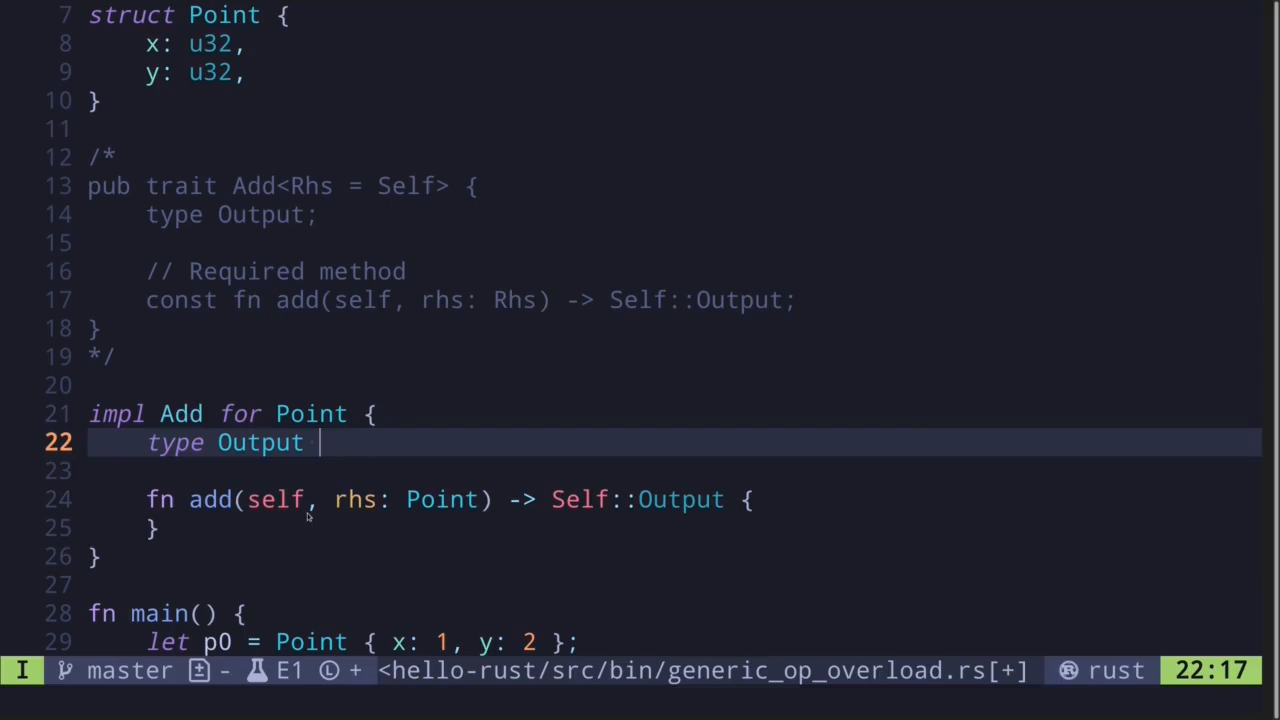 7 struct Point {
8     x: u32,
9     y: u32,
10 }
11
12 /*
13 pub trait Add<Rhs = Self> {
14     type Output;
15
16     // Required method
17     const fn add(self, rhs: Rhs) -> Self::Output;
18 }
19 */
20
21 impl Add for Point {
22     type Output
23
24     fn add(self, rhs: Point) -> Self::Output {
25     }
26 }
27
28 fn main() {
29     let p0 = Point { x: 1, y: 2 };
I master - E1 + <hello-rust/src/bin/generic_op_overload.rs[+] rust 22:17